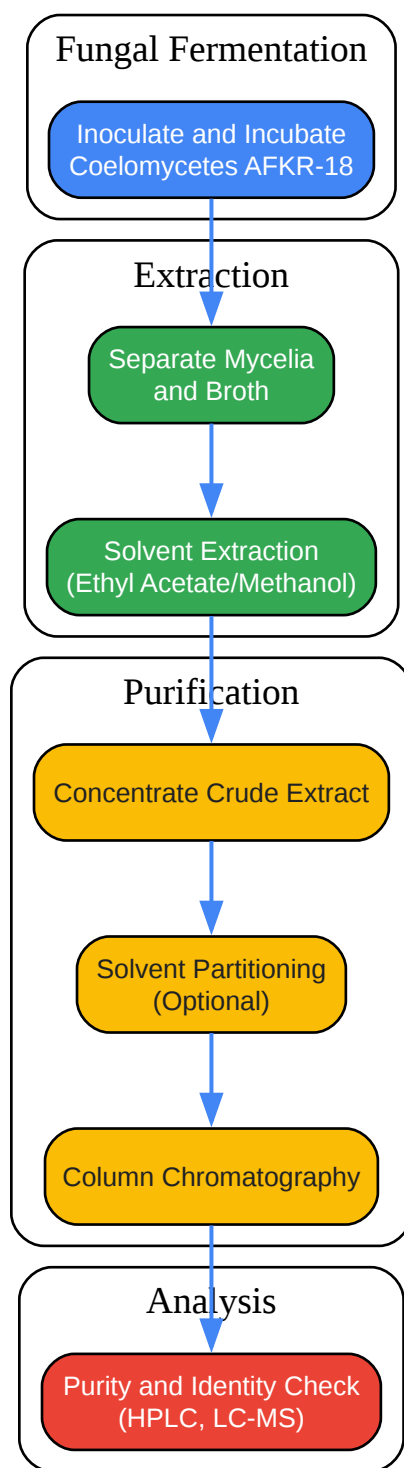 Fungal Fermentation
Inoculate and Incubate
Coelomycetes AFKR-18
Extraction
Separate Mycelia
and Broth
Solvent Extraction
(Ethyl Acetate/Methanol)
Purification
Concentrate Crude Extract
Solvent Partitioning
(Optional)
Column Chromatography
Analysis
Purity and Identity Check
(HPLC, LC-MS)